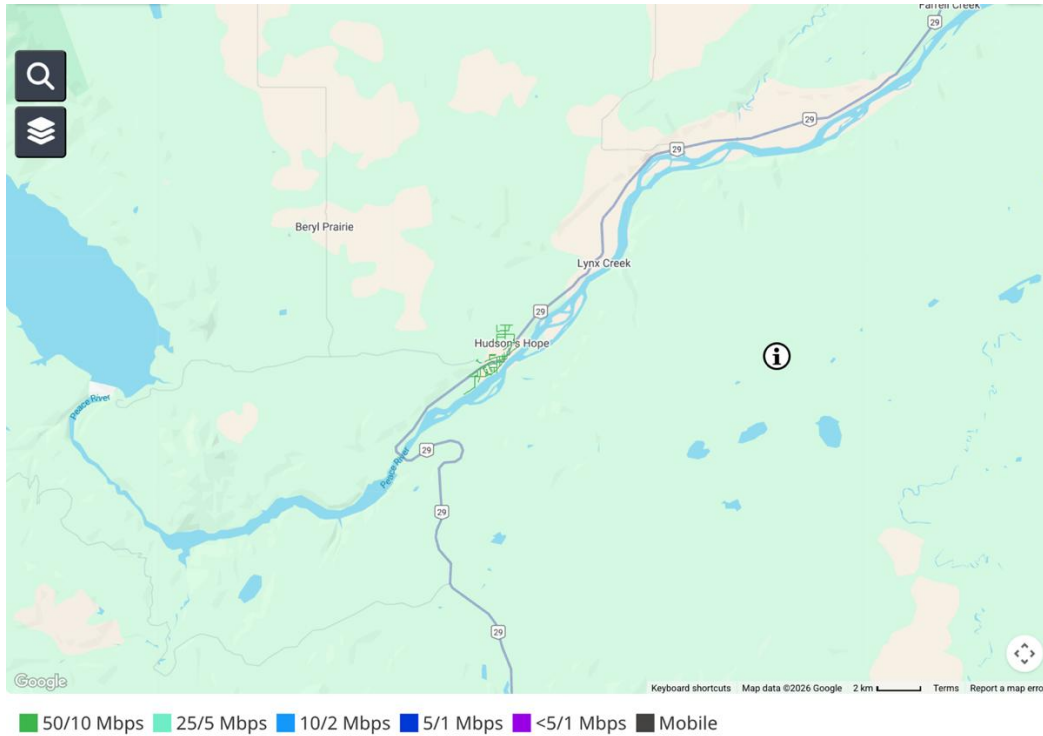 Farrell Creek
29
29
29
Beryl Prairie
Lynx Creek
29
Hudson's Hope
Peace River
Peace River
29
29
29
Google
Keyboard shortcuts Map data ©2026 Google 2 km Terms Report a map erro
50/10 Mbps 25/5 Mbps 10/2 Mbps 5/1 Mbps <5/1 Mbps Mobile